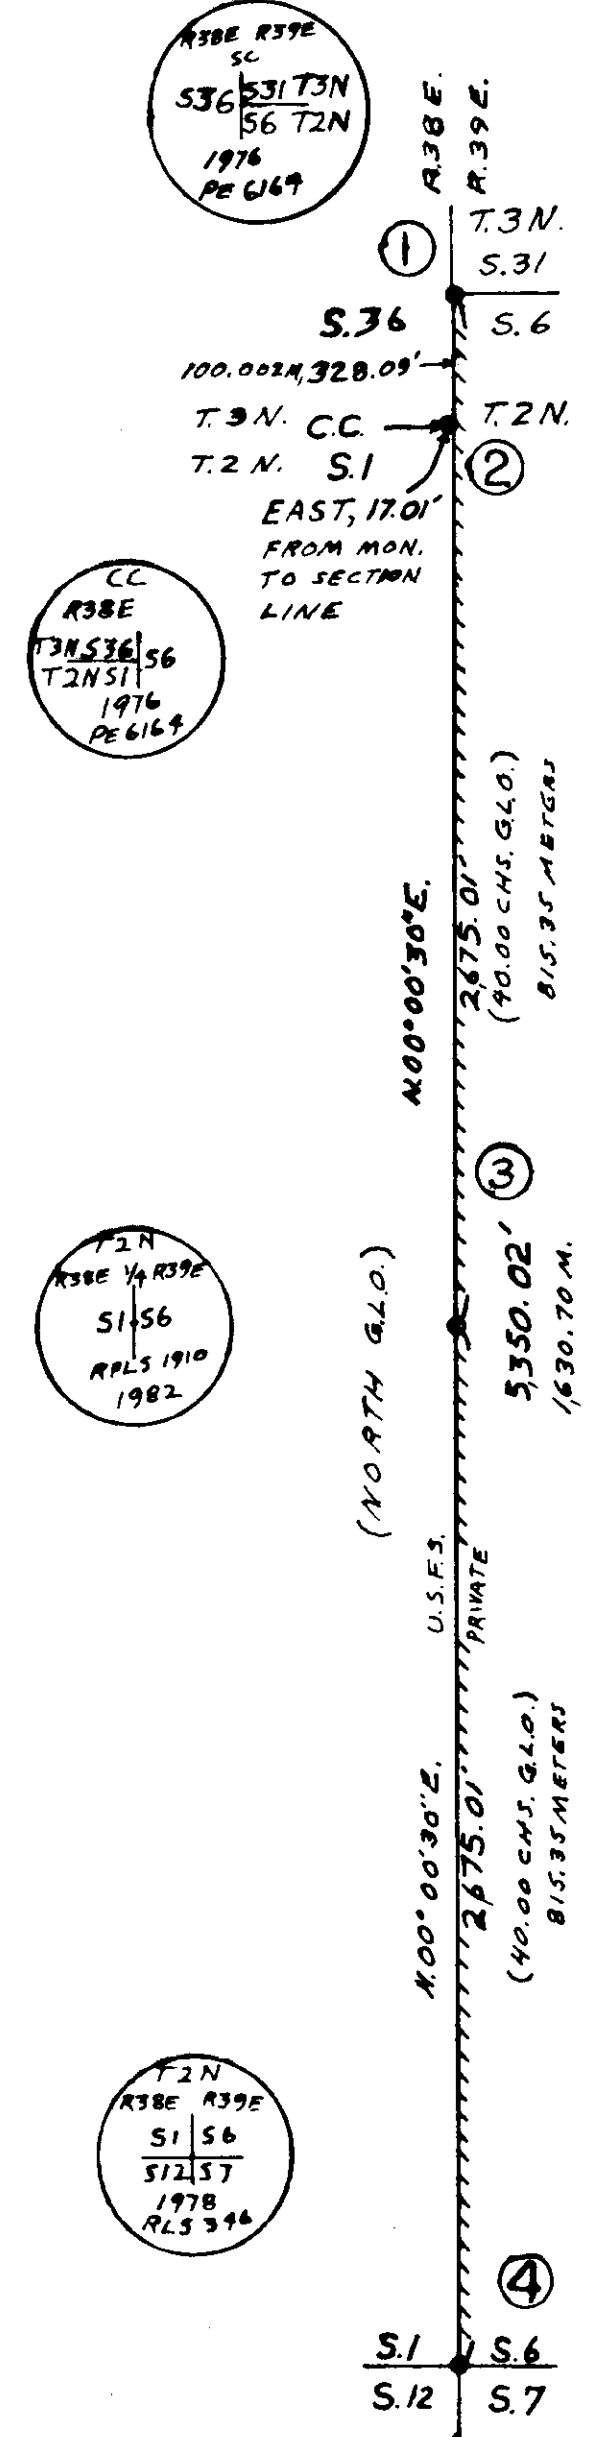 R38E R39E
SC
S36 S31 T3N
S6 T2N
1976
PE 6164
R.38E.
R.39E.
1
T.3N.
S.31
S.36
S.6
100.002M, 328.09'
T.3N.
C.C.
T.2N.
T.2N.
S.1
2
EAST, 17.01'
FROM MON.
TO SECTION
LINE
CC
R38E
T3N S36 S6
T2N S1
1976
PE 6164
N.00°00'30"E.
2,675.01'
(40.00 CHS. G.L.O.)
815.35 METERS
3
T2N
R38E 1/4 R39E
S1 S6
RPLS 1910
1982
(NORTH G.L.O.)
5,350.02'
1,630.70 M.
U.S.F.S.
PRIVATE
N.00°00'30"E.
2,675.01'
(40.00 CHS. G.L.O.)
815.35 METERS
T2N
R38E R39E
S1 S6
S12 S7
1978
RLS 346
4
S.1 S.6
S.12 S.7